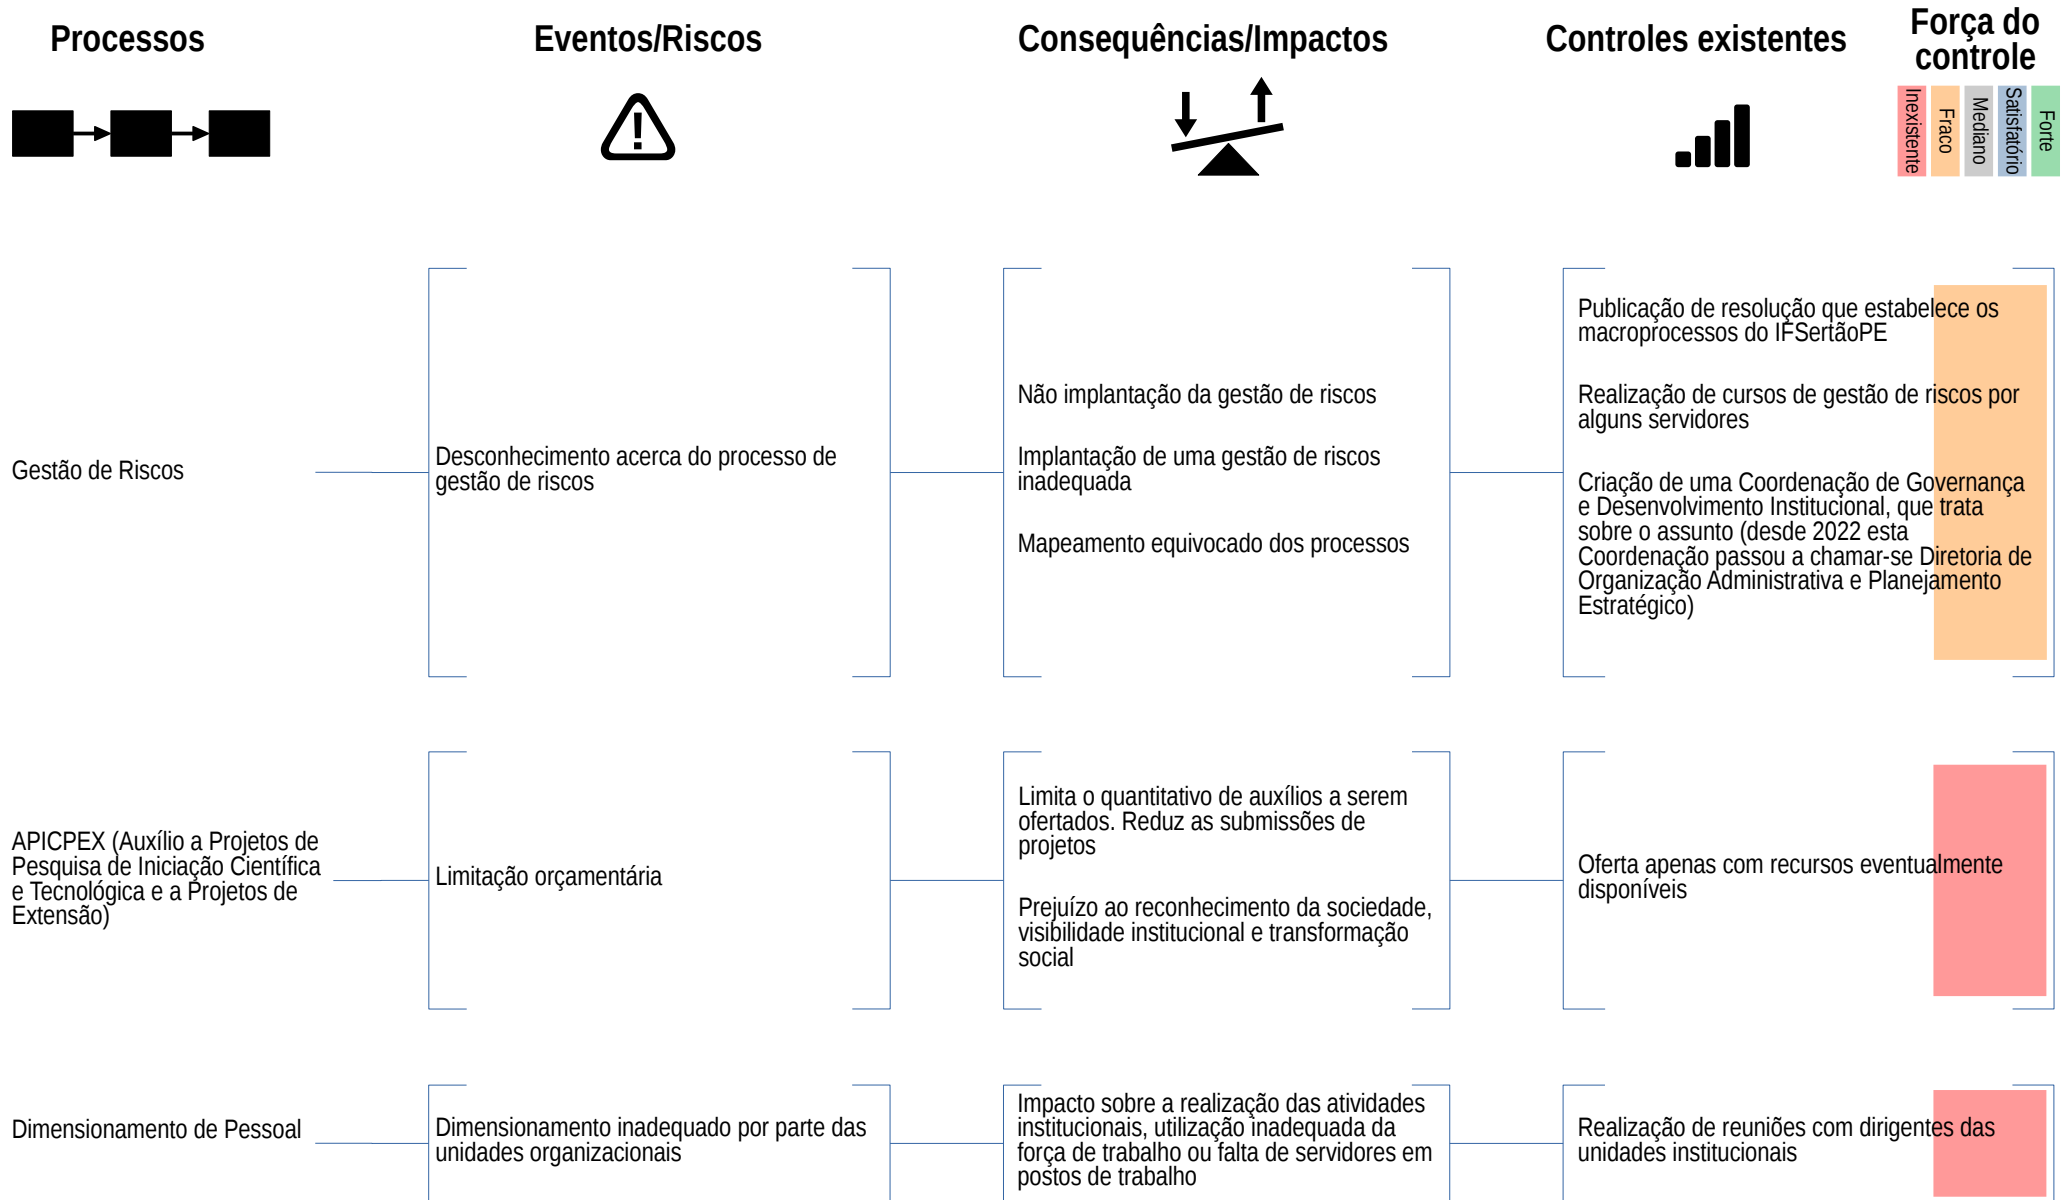 Processos
Eventos/Riscos
Consequências/Impactos
Controles existentes
Força do
controle
Inexistente
Fraco
Mediano
Satisfatório
Forte
Gestão de Riscos
Desconhecimento acerca do processo de
gestão de riscos
Não implantação da gestão de riscos
Implantação de uma gestão de riscos
inadequada
Mapeamento equivocado dos processos
Publicação de resolução que estabelece os
macroprocessos do IFSertãoPE
Realização de cursos de gestão de riscos por
alguns servidores
Criação de uma Coordenação de Governança
e Desenvolvimento Institucional, que trata
sobre o assunto (desde 2022 esta
Coordenação passou a chamar-se Diretoria de
Organização Administrativa e Planejamento
Estratégico)
APICPEX (Auxílio a Projetos de
Pesquisa de Iniciação Científica
e Tecnológica e a Projetos de
Extensão)
Limitação orçamentária
Limita o quantitativo de auxílios a serem
ofertados. Reduz as submissões de
projetos
Prejuízo ao reconhecimento da sociedade,
visibilidade institucional e transformação
social
Oferta apenas com recursos eventualmente
disponíveis
Dimensionamento de Pessoal
Dimensionamento inadequado por parte das
unidades organizacionais
Impacto sobre a realização das atividades
institucionais, utilização inadequada da
força de trabalho ou falta de servidores em
postos de trabalho
Realização de reuniões com dirigentes das
unidades institucionais